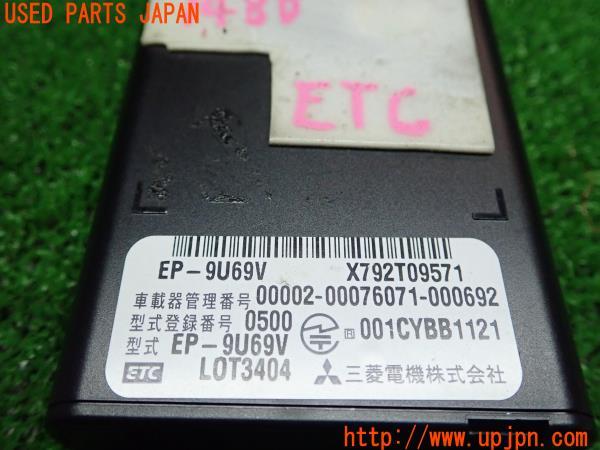 USED PARTS JAPAN
48D
ETC
EP-9U69V X792T09571
車載器管理番号 00002-00076071-000692
型式登録番号 0500 001CYBB1121
型式 EP-9U69V
ETC LOT3404 三菱電機株式会社
http://www.upjpn.com